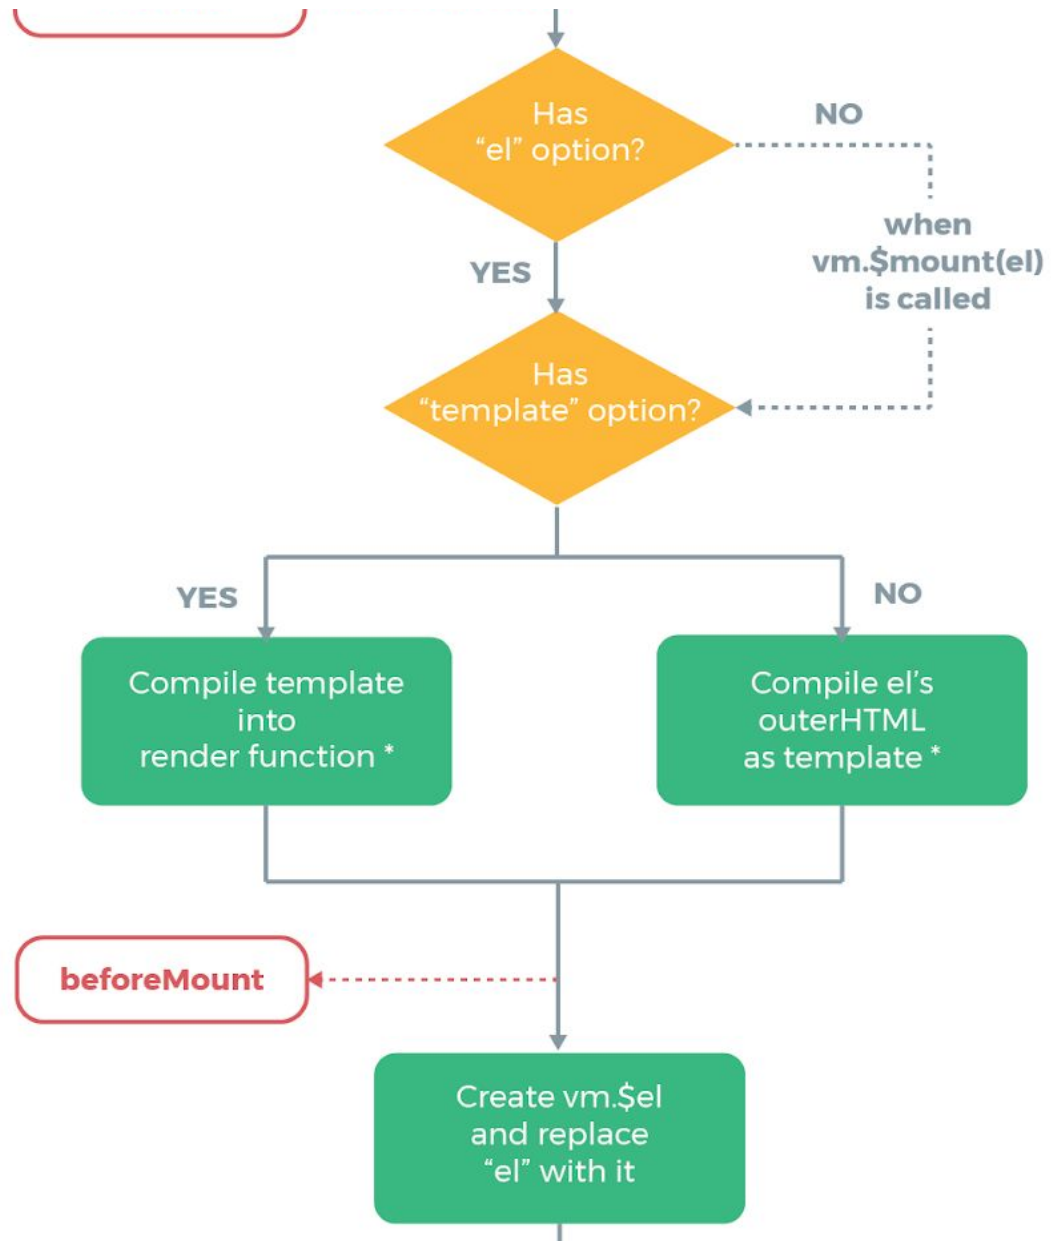 Has
“el” option?
NO
when
vm.$mount(el)
is called
YES
Has
“template” option?
YES
NO
Compile template
into
render function *
Compile el’s
outerHTML
as template *
beforeMount
Create vm.$el
and replace
“el” with it